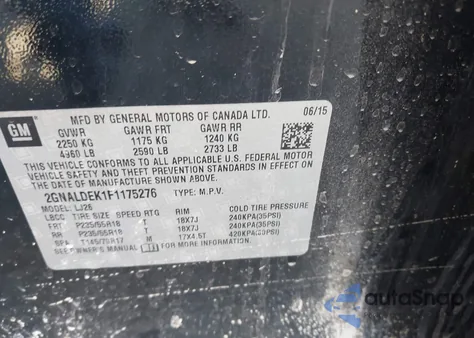 MFD BY GENERAL MOTORS OF CANADA LTD. 06/15
GM
GVWR GAWR FRT GAWR RR
2250 KG 1175 KG 1240 KG
4960 LB 2590 LB 2733 LB
THIS VEHICLE CONFORMS TO ALL APPLICABLE U.S. FEDERAL MOTOR
VEHICLE SAFETY AND THEFT PREVENTION STANDARDS IN EFFECT ON
THE DATE OF MANUFACTURE SHOWN ABOVE.
2GNALDEK1F1175276 TYPE: M.P.V.
MODEL: LJ26
LBCC TIRE SIZE SPEED RTG RIM COLD TIRE PRESSURE
FRT P235/55R18 T 18X7J 240KPA(35PSI)
RR P235/55R18 T 18X7J 240KPA(35PSI)
SPA T145/70R17 M 17X4.5T 420KPA(60PSI)
SEE OWNER'S MANUAL FOR MORE INFORMATION
autoSnap